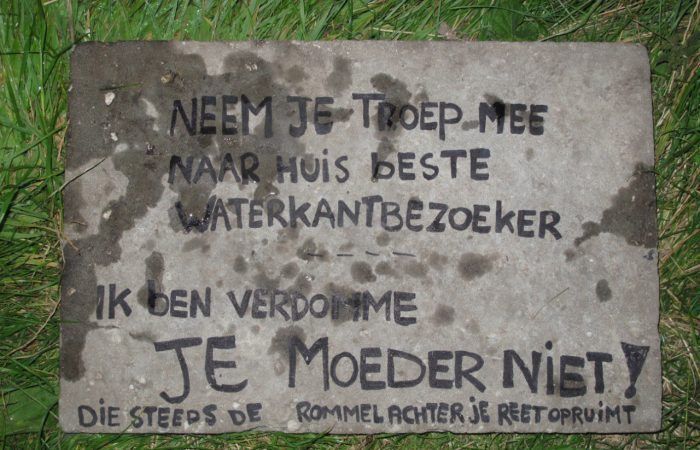 NEEM JE TROEP MEE
NAAR HUIS bESTE
WATERKANTBEZOEKER
- - - -
IK bEN VERDOMME
JE MOEDER NiET!
DIE STEEDS DE ROMMEL ACHTER jE REET OPRUIMT